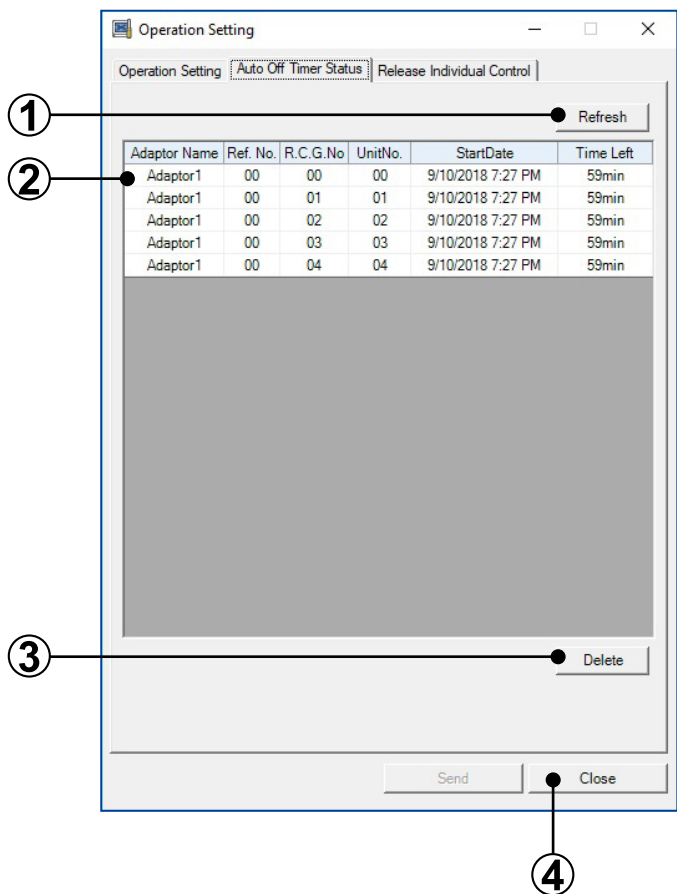 Operation Setting
Operation Setting Auto Off Timer Status Release Individual Control
1 Refresh
Adaptor Name Ref. No. R.C.G.No UnitNo. StartDate Time Left
2 Adaptor1 00 00 00 9/10/2018 7:27 PM 59min
Adaptor1 00 01 01 9/10/2018 7:27 PM 59min
Adaptor1 00 02 02 9/10/2018 7:27 PM 59min
Adaptor1 00 03 03 9/10/2018 7:27 PM 59min
Adaptor1 00 04 04 9/10/2018 7:27 PM 59min
3 Delete
Send Close
4